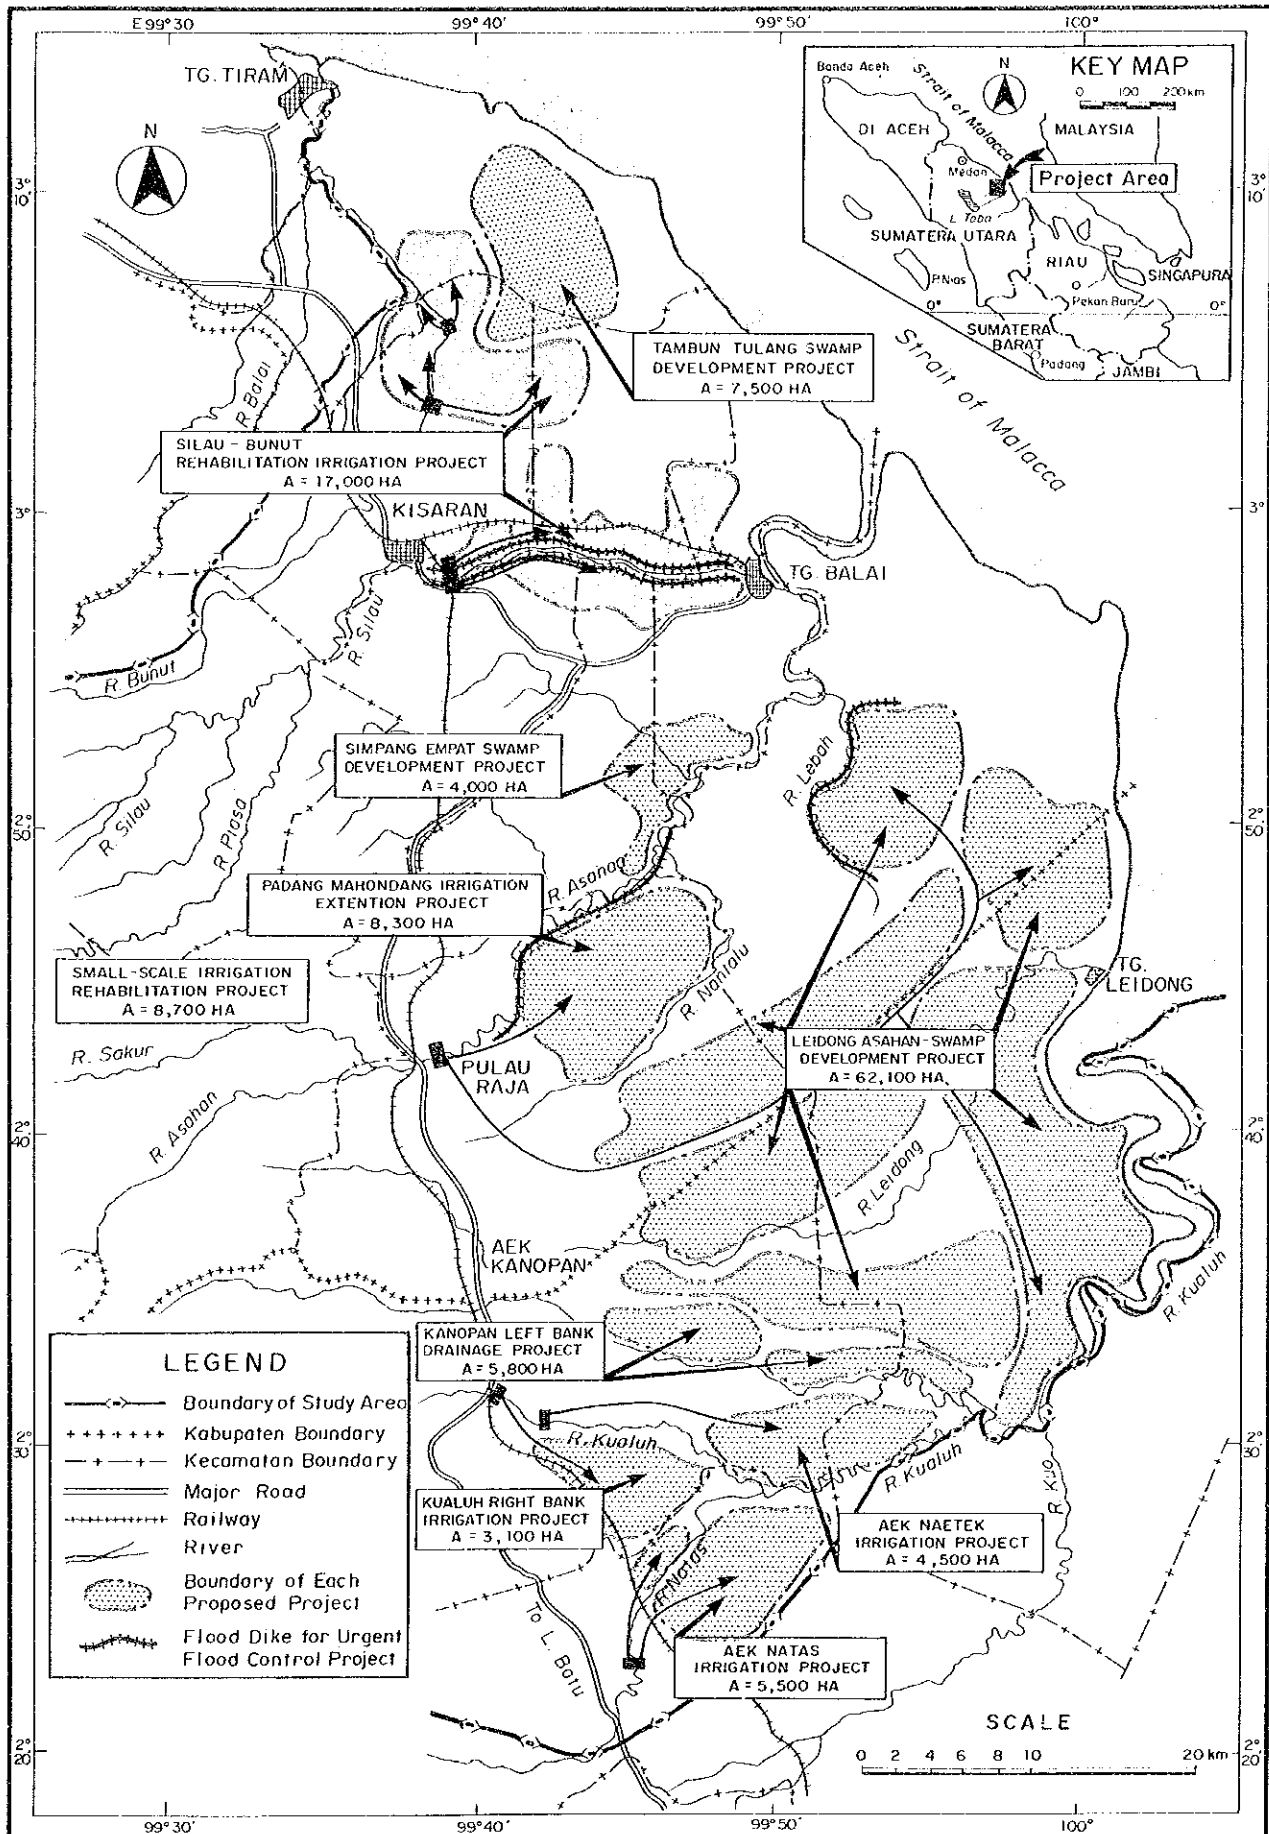 E 99°30'
99°40'
99°50'
100°
TG. TIRAM
N
3°
10'
KEY MAP
N
0 100 200km
Banda Aceh
Strait of Malacca
DI ACEH
MALAYSIA
Medan
Project Area
L. Toba
SUMATERA UTARA
RIAU
P.Nias
SINGAPURA
Pekan Baru
0°
0°
SUMATERA
BARAT
Padang
JAMBI
3°
10'
R. Balai
TAMBUN TULANG SWAMP
DEVELOPMENT PROJECT
A = 7,500 HA
Strait of Malacca
SILAU - BUNUT
REHABILITATION IRRIGATION PROJECT
A = 17,000 HA
KISARAN
3°
3°
TG. BALAI
R. Silau
R. Bunut
SIMPANG EMPAT SWAMP
DEVELOPMENT PROJECT
A = 4,000 HA
R. Lebah
R. Silau
R. Piasa
2°
50'
2°
50'
R. Asahan
PADANG MAHONDANG IRRIGATION
EXTENTION PROJECT
A = 8,300 HA
SMALL-SCALE IRRIGATION
REHABILITATION PROJECT
A = 8,700 HA
R. Nantalu
TG.
LEIDONG
R. Sakur
PULAU
RAJA
LEIDONG ASAHAN-SWAMP
DEVELOPMENT PROJECT
A = 62,100 HA
R. Asahan
2°
40'
2°
40'
R. Leidong
AEK
KANOPAN
R. Kualuh
KANOPAN LEFT BANK
DRAINAGE PROJECT
A = 5,800 HA
LEGEND
Boundary of Study Area
Kabupaten Boundary
Kecamatan Boundary
Major Road
Railway
River
Boundary of Each
Proposed Project
Flood Dike for Urgent
Flood Control Project
R. Kualuh
R. Kualuh
2°
30'
2°
30'
KUALUH RIGHT BANK
IRRIGATION PROJECT
A = 3,100 HA
AEK NAETEK
IRRIGATION PROJECT
A = 4,500 HA
R. Natas
To L. Batu
AEK NATAS
IRRIGATION PROJECT
A = 5,500 HA
SCALE
0 2 4 6 8 10 20 km
2°
20'
2°
20'
99°30'
99°40'
99°50'
100°